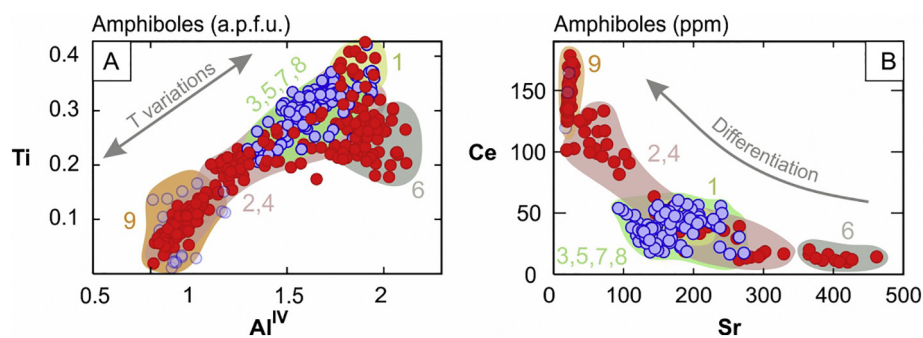 Amphiboles (a.p.f.u.)
A
T variations
Ti
0.4
0.3
0.2
0.1
1
3,5,7,8
2,4
6
9
0.5
1
1.5
2
Al^IV
Amphiboles (ppm)
B
Differentiation
Ce
150
100
50
0
9
2,4
1
6
3,5,7,8
0
100
200
300
400
500
Sr